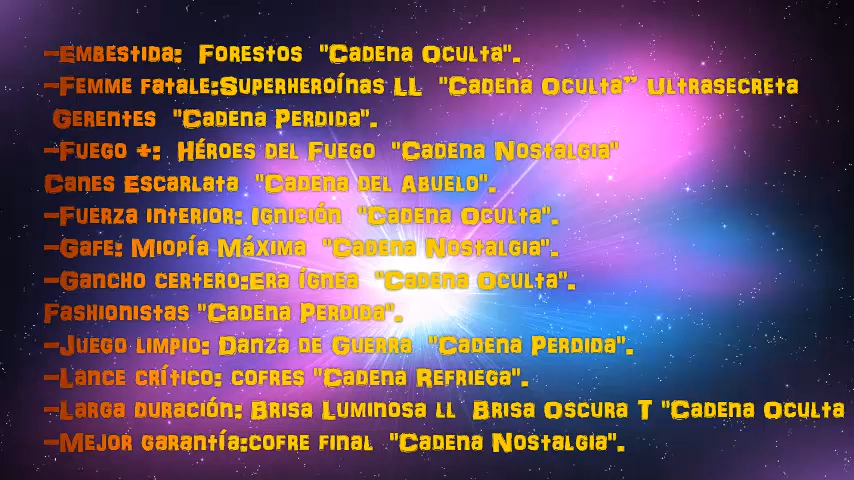 -Embestida: Forestos "Cadena Oculta".
-Femme fatale:Superheroínas LL "Cadena Oculta" Ultrasecreta
Gerentes "Cadena Perdida".
-Fuego +: Héroes del Fuego "Cadena Nostalgia"
Canes Escarlata "Cadena del Abuelo".
-Fuerza interior: Ignición "Cadena Oculta".
-Gafe: Miopía Máxima "Cadena Nostalgia".
-Gancho certero:Era ígnea "Cadena Oculta".
Fashionistas "Cadena Perdida".
-Juego limpio: Danza de Guerra "Cadena Perdida".
-Lance crítico: cofres "Cadena Refriega".
-Larga duración: Brisa Luminosa LL Brisa Oscura T "Cadena Oculta
-Mejor garantía:cofre final "Cadena Nostalgia".